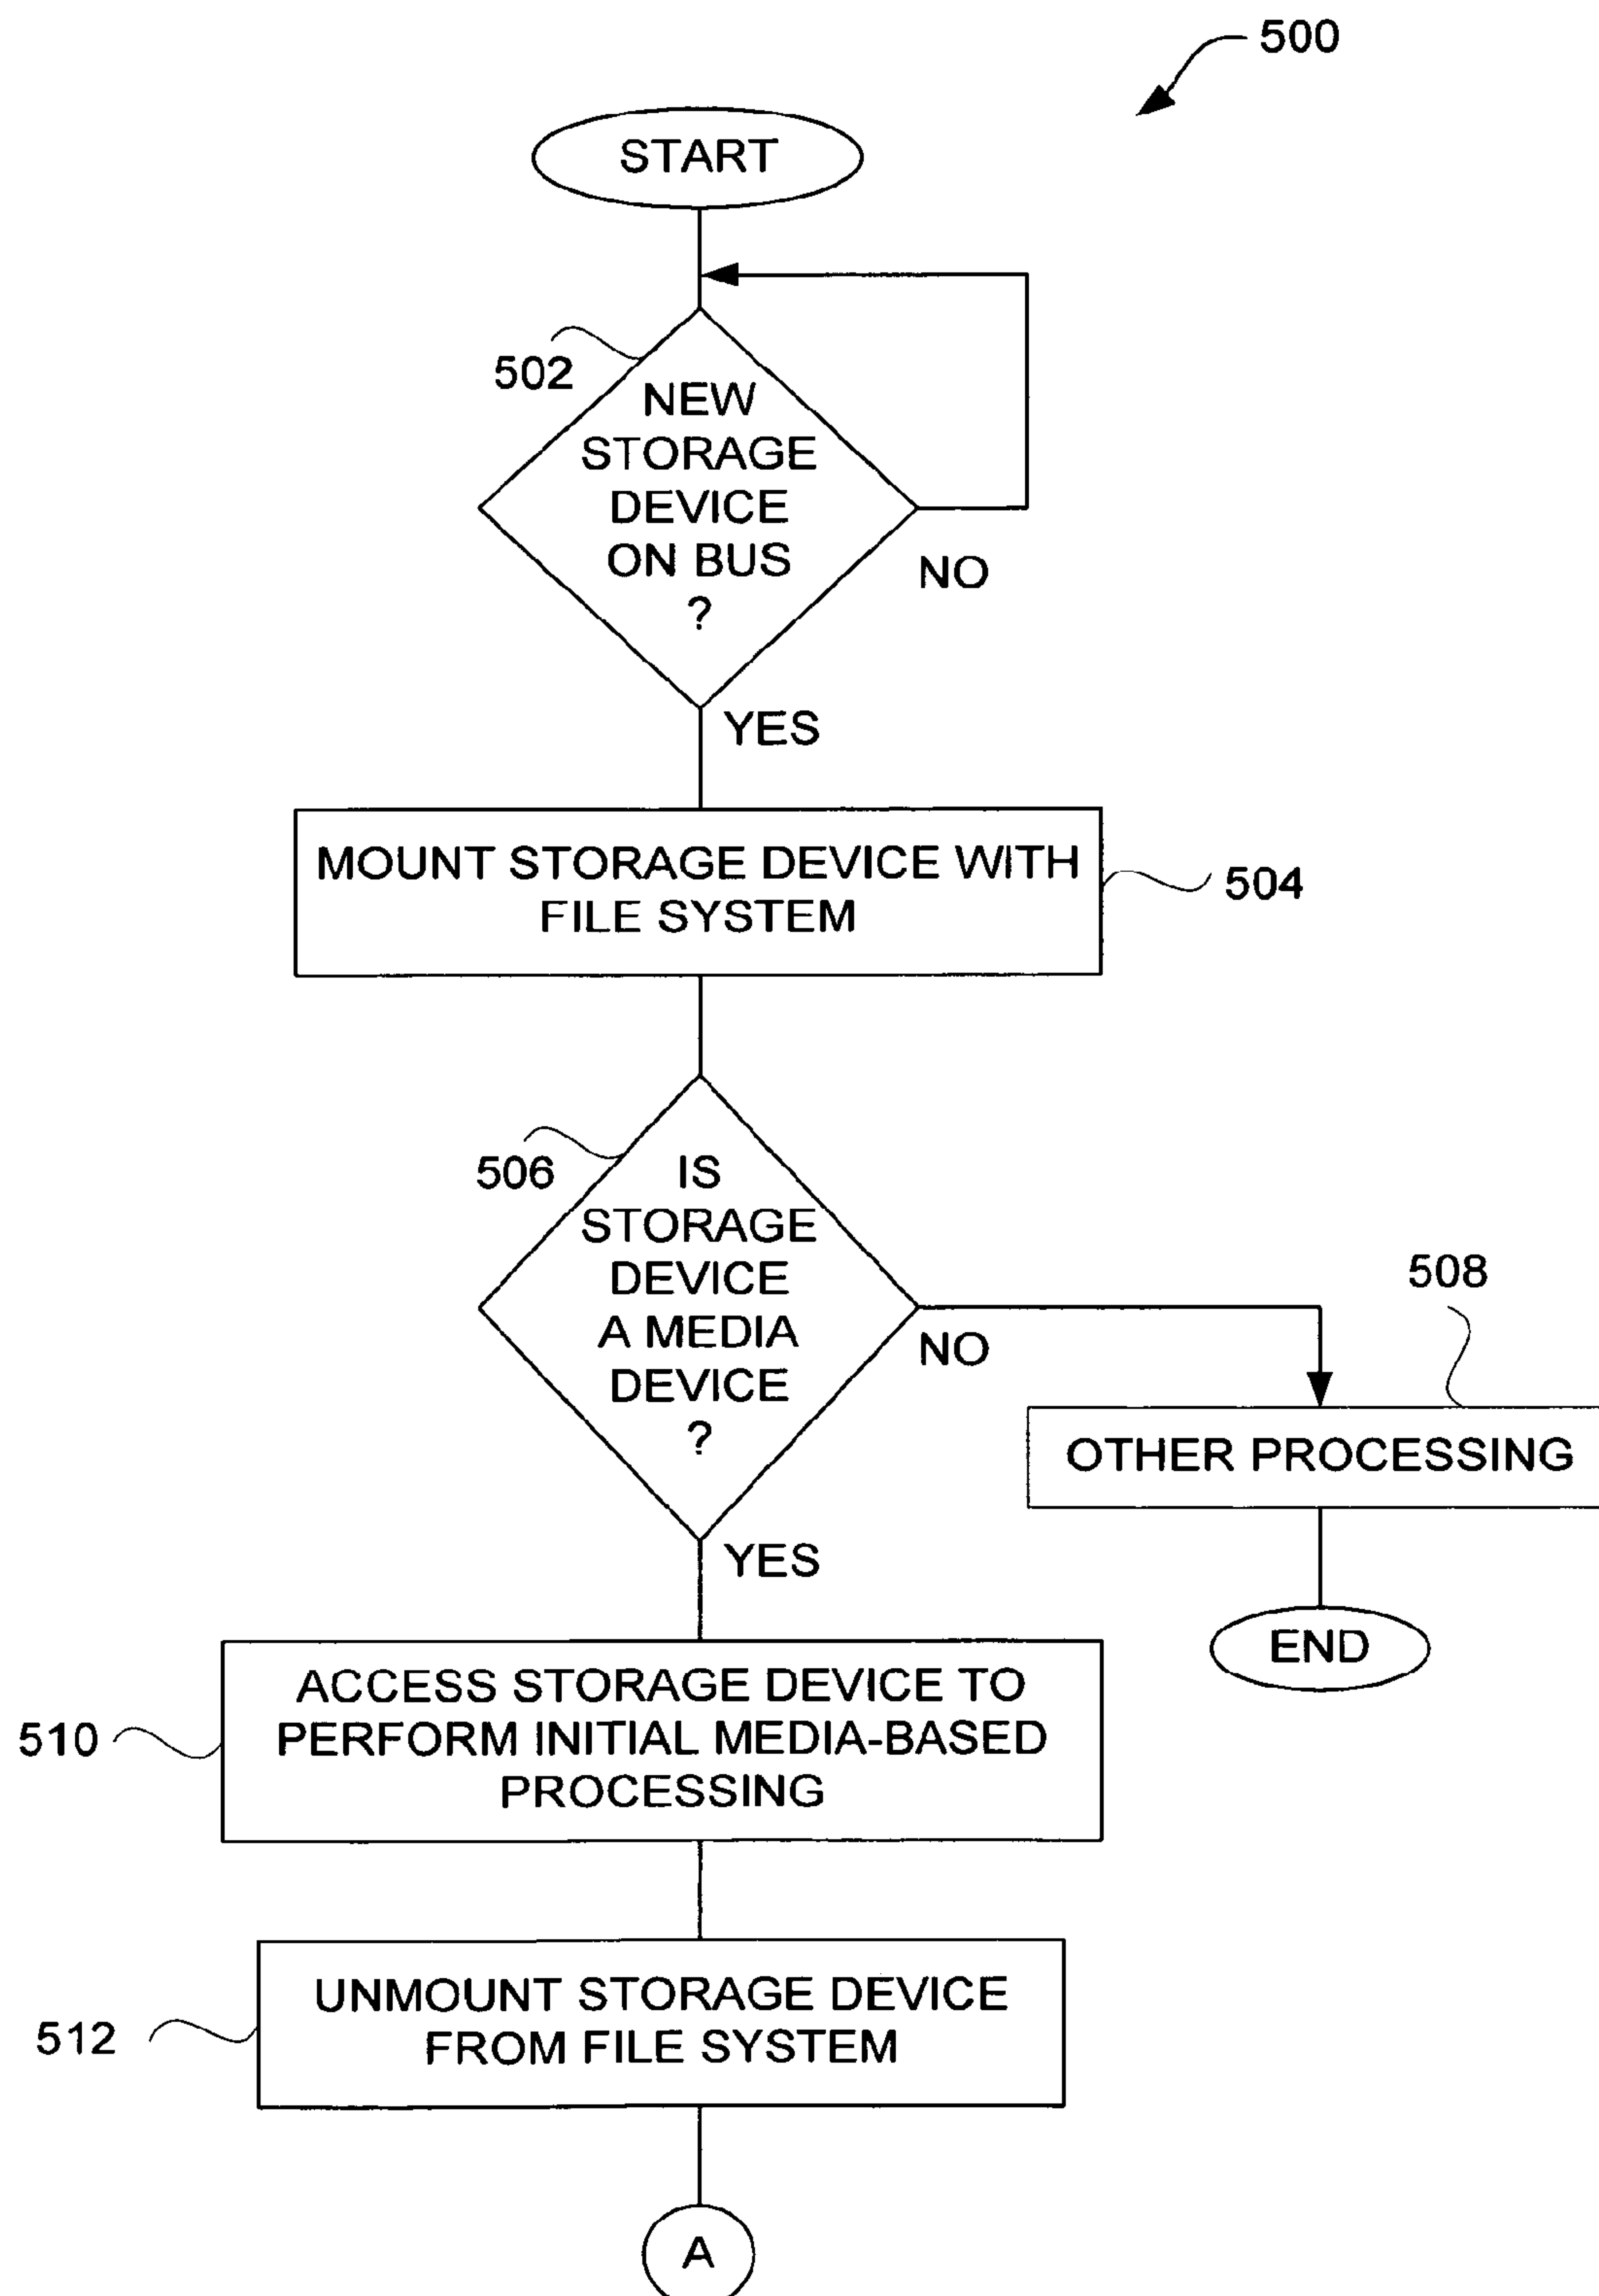 500
START
502
NEW
STORAGE
DEVICE
ON BUS
?
NO
YES
MOUNT STORAGE DEVICE WITH
FILE SYSTEM
504
506
IS
STORAGE
DEVICE
A MEDIA
DEVICE
?
NO
508
OTHER PROCESSING
END
YES
510
ACCESS STORAGE DEVICE TO
PERFORM INITIAL MEDIA-BASED
PROCESSING
512
UNMOUNT STORAGE DEVICE
FROM FILE SYSTEM
A